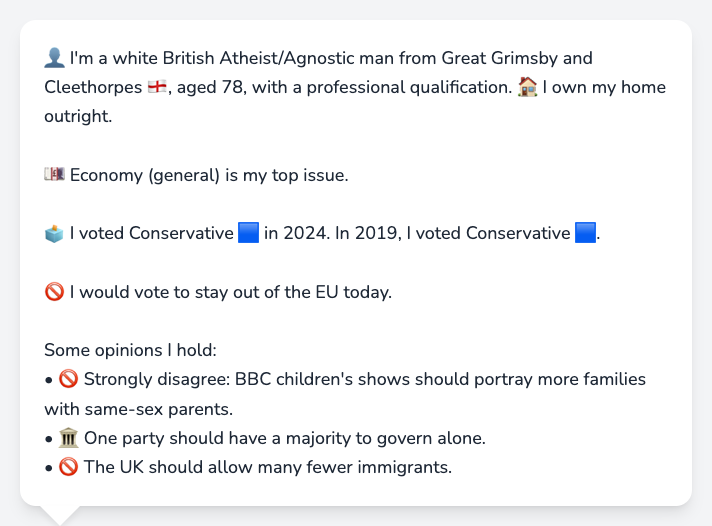 👤 I'm a white British Atheist/Agnostic man from Great Grimsby and
Cleethorpes 🏴󠁧󠁢󠁥󠁮󠁧󠁿, aged 78, with a professional qualification. 🏠 I own my home
outright.
💷 Economy (general) is my top issue.
🗳️ I voted Conservative 🟦 in 2024. In 2019, I voted Conservative 🟦.
🚫 I would vote to stay out of the EU today.
Some opinions I hold:
• 🚫 Strongly disagree: BBC children's shows should portray more families
with same-sex parents.
• 🏛️ One party should have a majority to govern alone.
• 🚫 The UK should allow many fewer immigrants.